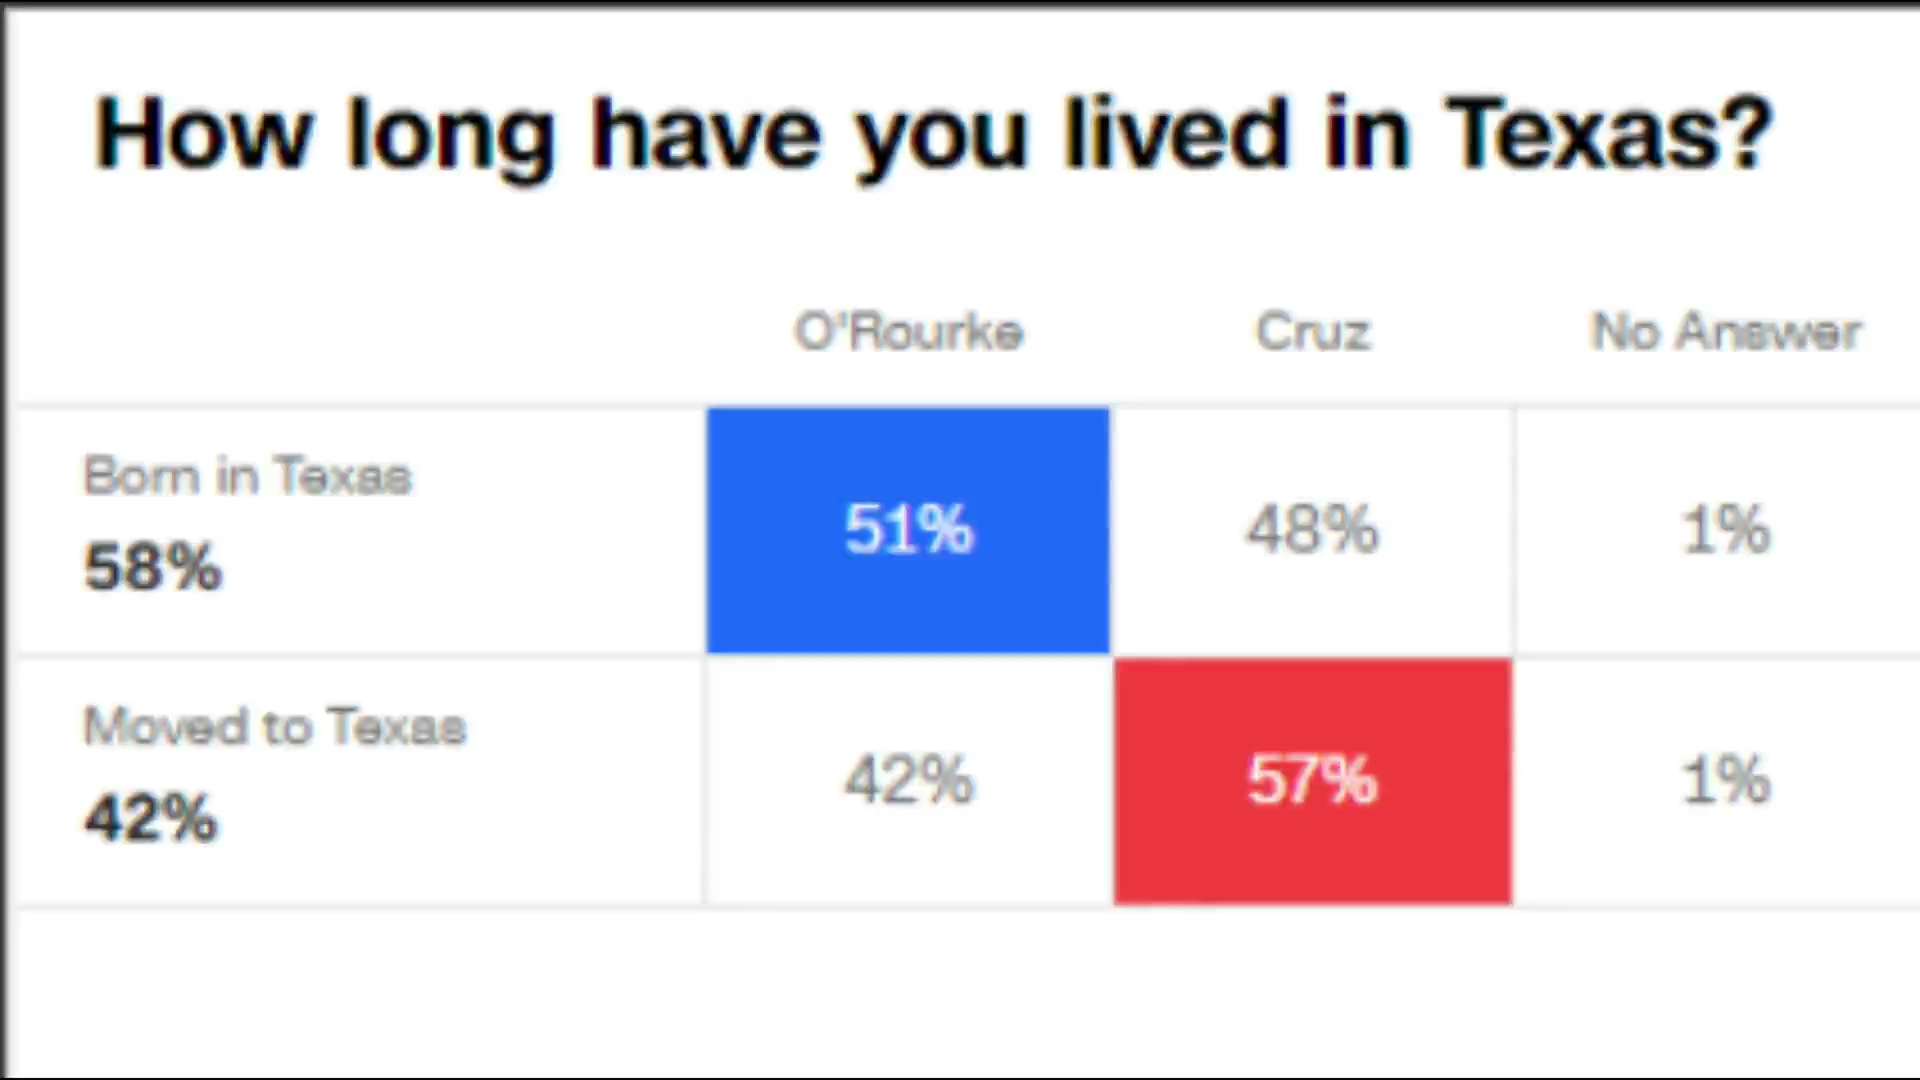 How long have you lived in Texas?
O'Rourke Cruz No Answer
Born in Texas
58%
51% 48% 1%
Moved to Texas
42%
42% 57% 1%